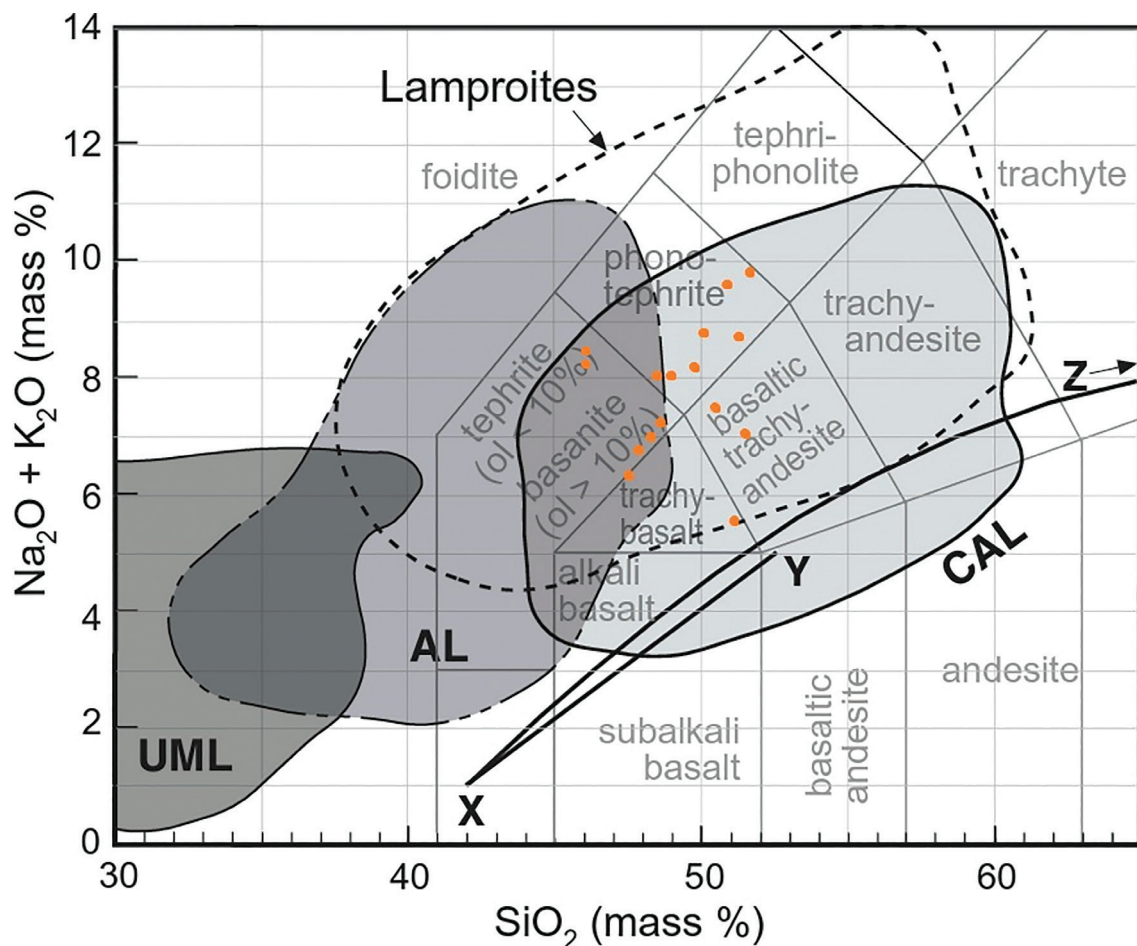 14
12
10
8
6
4
2
0
Na₂O + K₂O (mass %)
Lamproites
foidite
tephri-
phonolite
trachyte
phono-
tephrite
trachy-
andesite
tephrite
(ol < 10%)
basanite
(ol > 10%)
basaltic
trachy-
andesite
trachy-
basalt
Z
Y
CAL
alkali
basalt
AL
andesite
subalkali
basalt
basaltic
andesite
UML
X
30
40
50
60
SiO₂ (mass %)